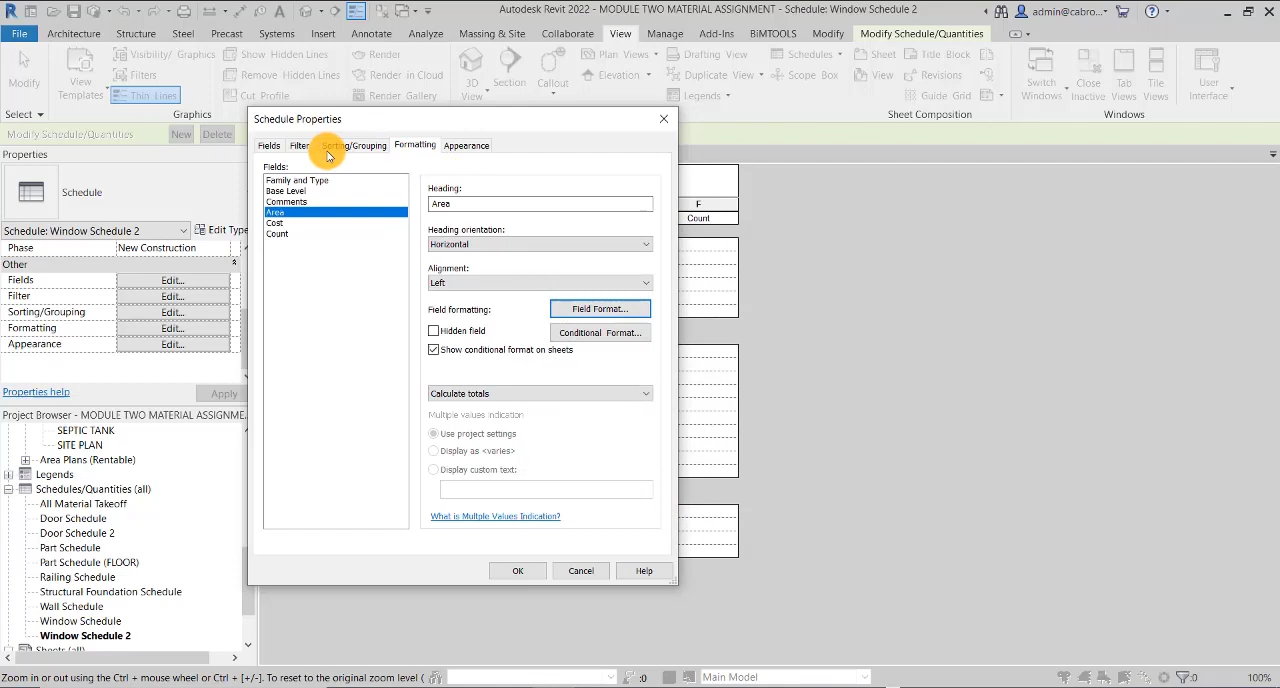 Autodesk Revit 2022 - MODULE TWO MATERIAL ASSIGNMENT - Schedule: Window Schedule 2
admin@cabro...
File Architecture Structure Steel Precast Systems Insert Annotate Analyze Massing & Site Collaborate View Manage Add-Ins BiMTOOLS Modify Modify Schedule/Quantities
Visibility/ Graphics Show Hidden Lines Render Plan Views Drafting View Schedules Sheet Title Block
Filters Remove Hidden Lines Render in Cloud Elevation Duplicate View Scope Box View Revisions
Thin Lines Cut Profile Render Gallery Legends Guide Grid
Modify View Templates 3D View Section Callout Switch Windows Close Inactive Tab Views Tile Views User Interface
Select Graphics Sheet Composition Windows
Modify Schedule/Quantities New Delete
Properties
Schedule
Schedule: Window Schedule 2 Edit Type
Phase New Construction
Other
Fields Edit...
Filter Edit...
Sorting/Grouping Edit...
Formatting Edit...
Appearance Edit...
Properties help Apply
Project Browser - MODULE TWO MATERIAL ASSIGNME...
SEPTIC TANK
SITE PLAN
Area Plans (Rentable)
Legends
Schedules/Quantities (all)
All Material Takeoff
Door Schedule
Door Schedule 2
Part Schedule
Part Schedule (FLOOR)
Railing Schedule
Structural Foundation Schedule
Wall Schedule
Window Schedule
Window Schedule 2
Sheets (all)
Schedule Properties
Fields Filter Sorting/Grouping Formatting Appearance
Fields:
Family and Type
Base Level
Comments
Area
Cost
Count
Heading:
Area
Heading orientation:
Horizontal
Alignment:
Left
Field formatting: Field Format...
Hidden field Conditional Format...
Show conditional format on sheets
Calculate totals
Multiple values indication
Use project settings
Display as <varies>
Display custom text:
What is Multple Values Indication?
OK Cancel Help
F
Count
Zoom in or out using the Ctrl + mouse wheel or Ctrl + [+/-]. To reset to the original zoom level (
:0 Main Model :0 100%